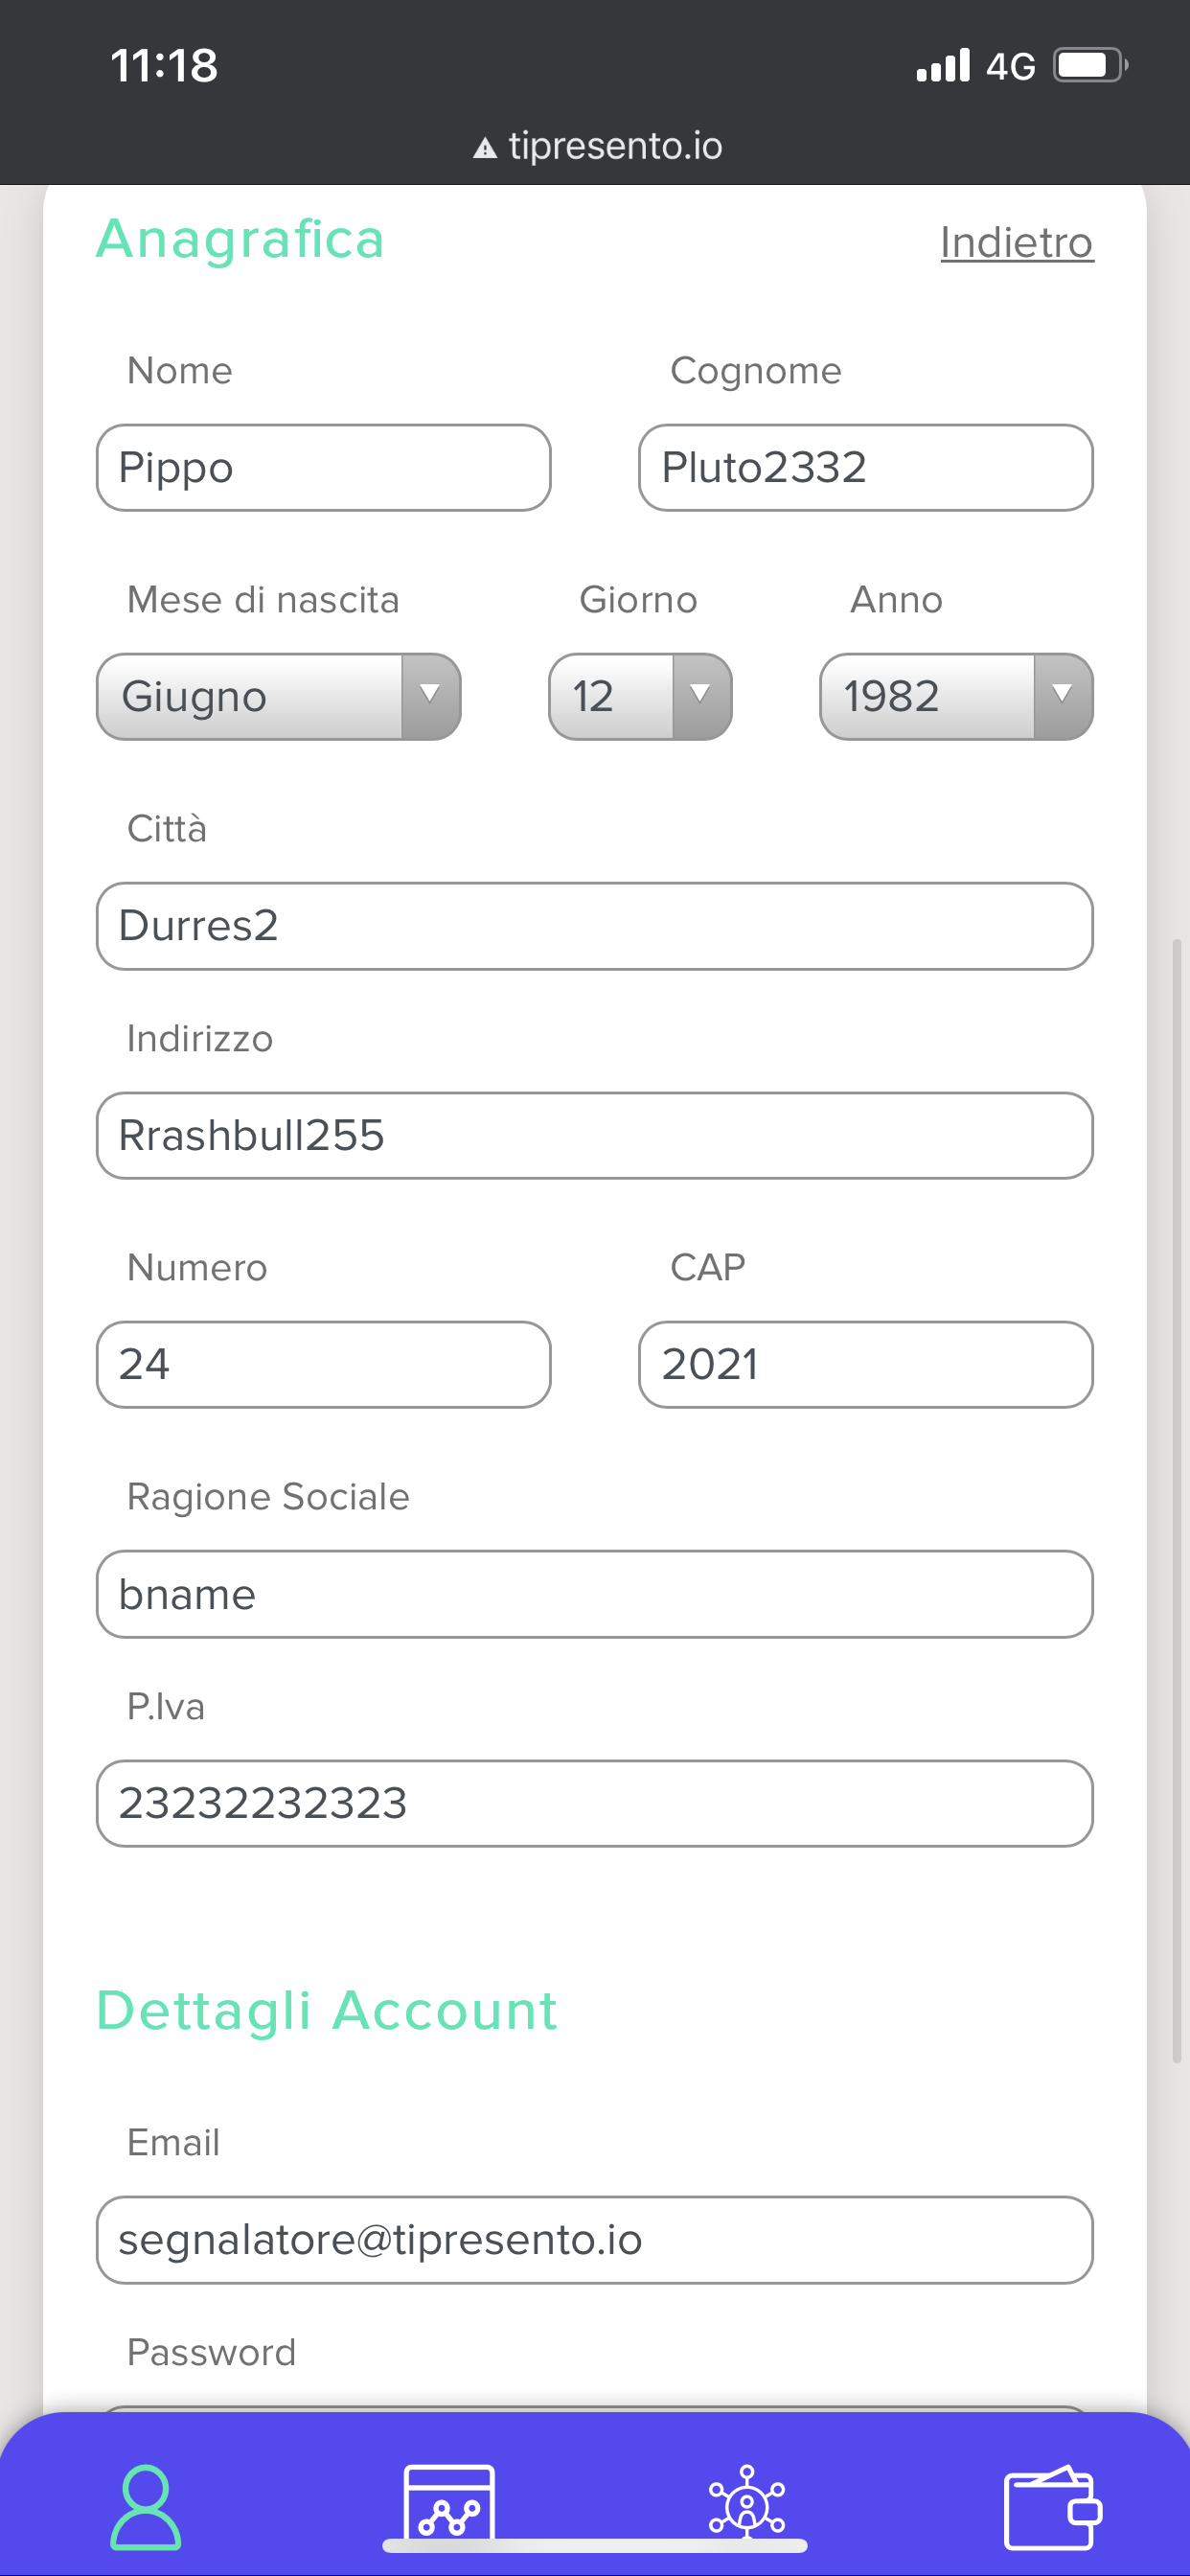 11:18
4G
tipresento.io
Anagrafica
Indietro
Nome
Cognome
Pippo
Pluto2332
Mese di nascita
Giorno
Anno
Giugno
12
1982
Città
Durres2
Indirizzo
Rrashbull255
Numero
CAP
24
2021
Ragione Sociale
bname
P.Iva
23232232323
Dettagli Account
Email
segnalatore@tipresento.io
Password